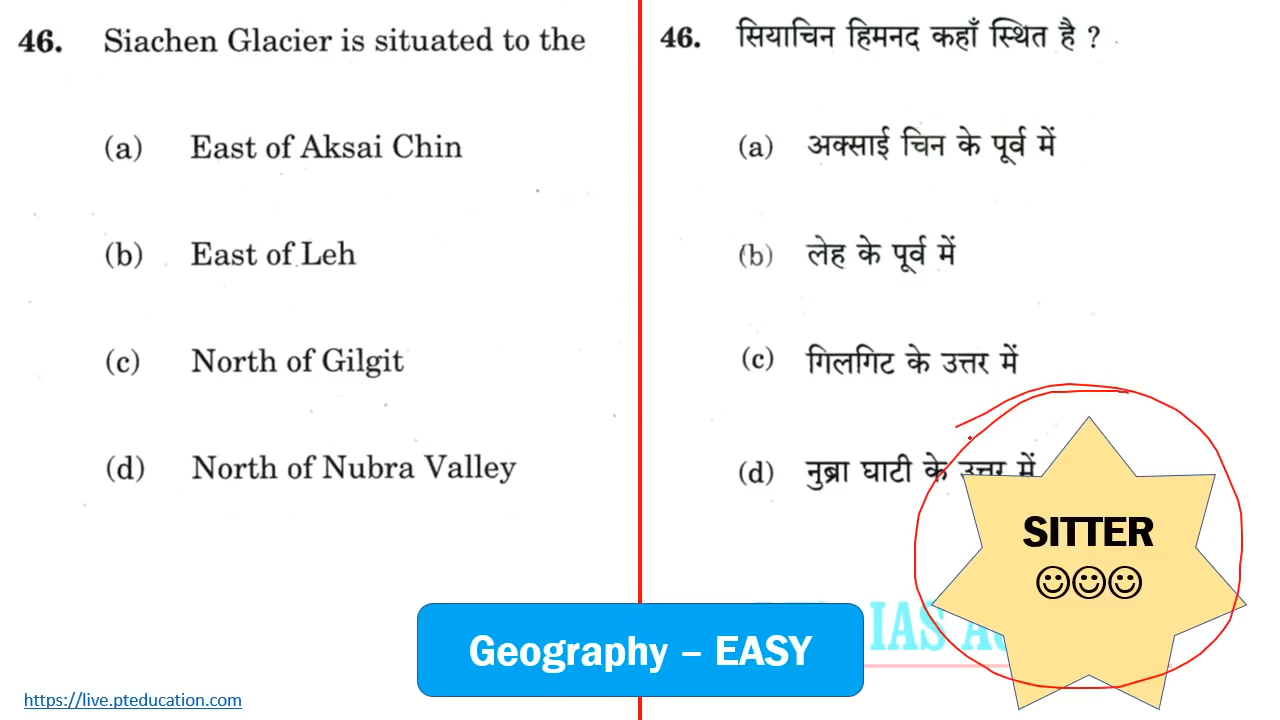 46. Siachen Glacier is situated to the
(a) East of Aksai Chin
(b) East of Leh
(c) North of Gilgit
(d) North of Nubra Valley
46. सियाचिन हिमनद कहाँ स्थित है ?
(a) अक्साई चिन के पूर्व में
(b) लेह के पूर्व में
(c) गिलगिट के उत्तर में
(d) नुब्रा घाटी के उत्तर में
SITTER
IAS
Geography – EASY
https://live.pteducation.com